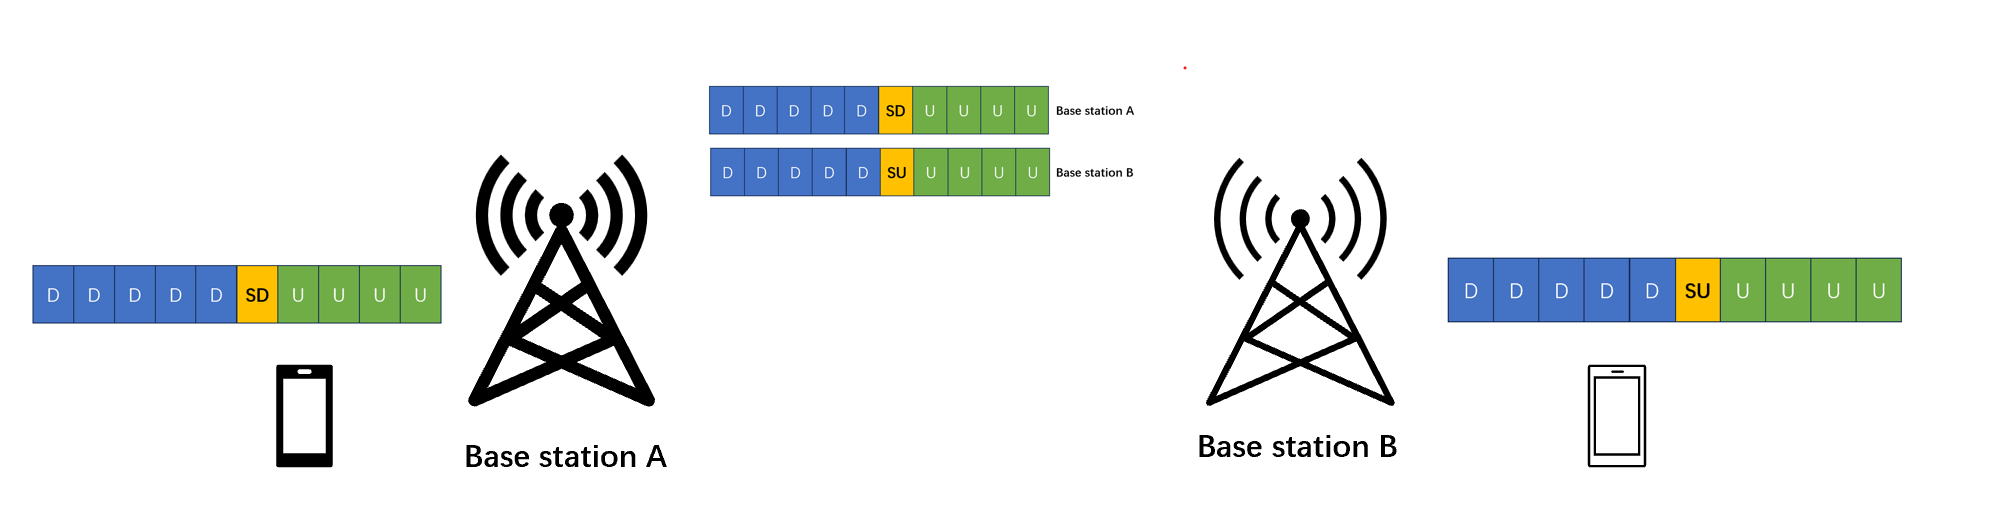 D D D D D SD U U U U Base station A
D D D D D SU U U U U Base station B
D D D D D SD U U U U
D D D D D SU U U U U
Base station A
Base station B